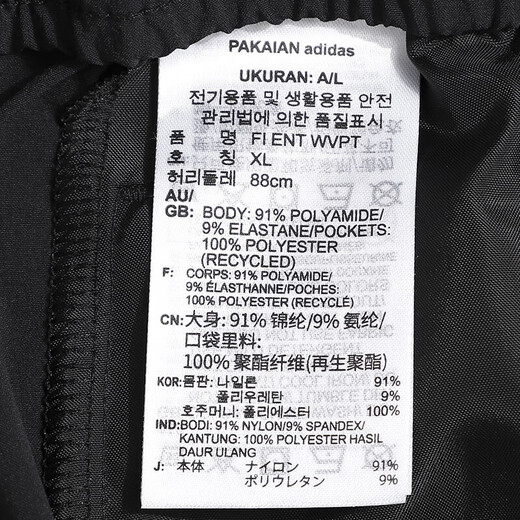 PAKAIAN adidas
UKURAN: A/L
전기용품 및 생활용품 안전
관리법에 의한 품질표시
품 명 FI ENT WVPT
호 칭 XL
허리둘레 88cm
AU/
GB: BODY: 91% POLYAMIDE/
9% ELASTANE/POCKETS:
100% POLYESTER
(RECYCLED)
F: CORPS: 91% POLYAMIDE/
9% ÉLASTHANNE/POCHES:
100% POLYESTER (RECYCLÉ)
CN: 大身: 91% 锦纶/9% 氨纶/
口袋里料:
100% 聚酯纤维(再生聚酯)
KOR: 몸판: 나일론 91%
폴리우레탄 9%
호주머니: 폴리에스터 100%
IND: BODI: 91% NYLON/9% SPANDEX/
KANTUNG: 100% POLYESTER HASIL
DAUR ULANG
J: 本体 ナイロン 91%
ポリウレタン 9%